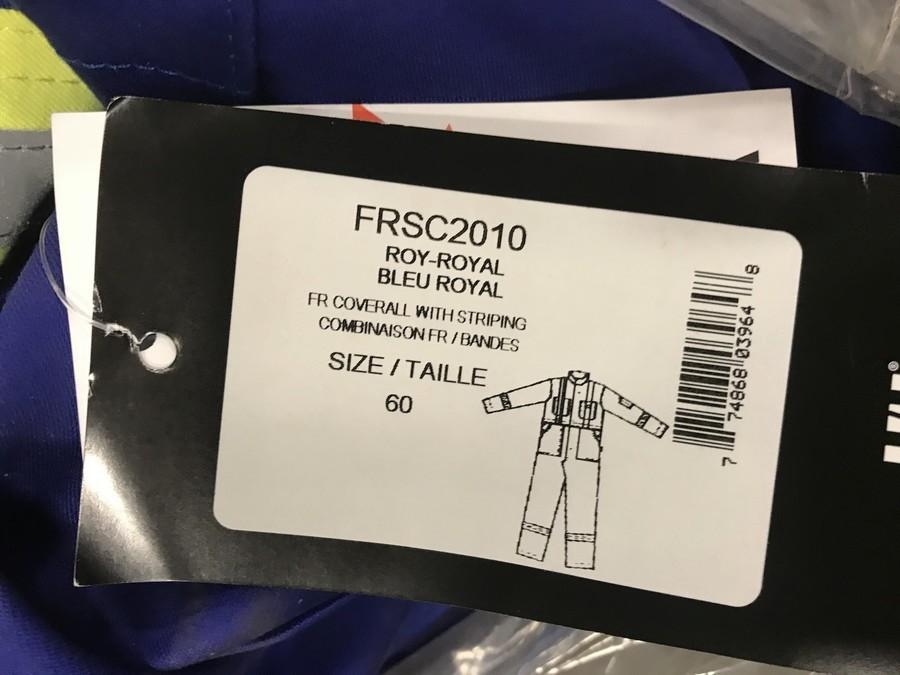 FRSC2010
ROY-ROYAL
BLEU ROYAL
FR COVERALL WITH STRIPING
COMBINAISON FR / BANDES
SIZE / TAILLE
60
7 74868 03964 8